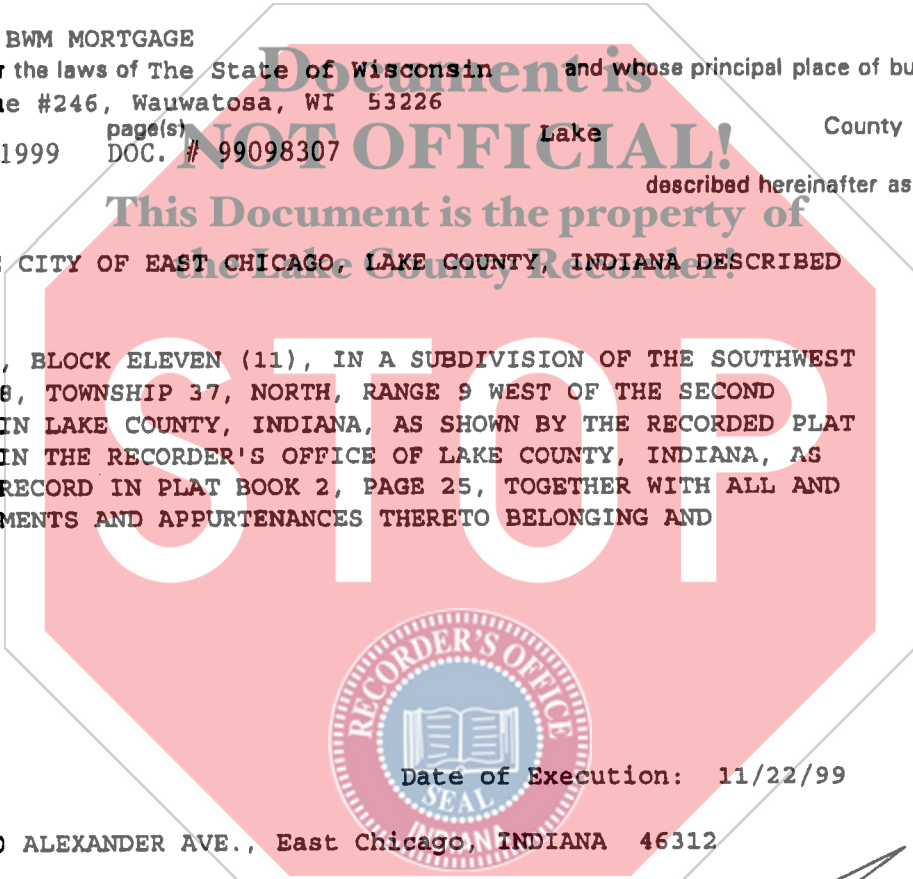 BWM MORTGAGE
the laws of The State of Wisconsin and whose principal place of bu
#246, Wauwatosa, WI 53226
page(s) Lake County
1999 DOC. # 99098307
described hereinafter as
CITY OF EAST CHICAGO, LAKE COUNTY, INDIANA DESCRIBED
, BLOCK ELEVEN (11), IN A SUBDIVISION OF THE SOUTHWEST
8, TOWNSHIP 37, NORTH, RANGE 9 WEST OF THE SECOND
IN LAKE COUNTY, INDIANA, AS SHOWN BY THE RECORDED PLAT
IN THE RECORDER'S OFFICE OF LAKE COUNTY, INDIANA, AS
RECORD IN PLAT BOOK 2, PAGE 25, TOGETHER WITH ALL AND
MENTS AND APPURTENANCES THERETO BELONGING AND
Date of Execution: 11/22/99
ALEXANDER AVE., East Chicago, INDIANA 46312
Document is
NOT OFFICIAL!
This Document is the property of
the Lake County Recorder!
STOP
RECORDER'S OFFICE
SEAL
INDIANA